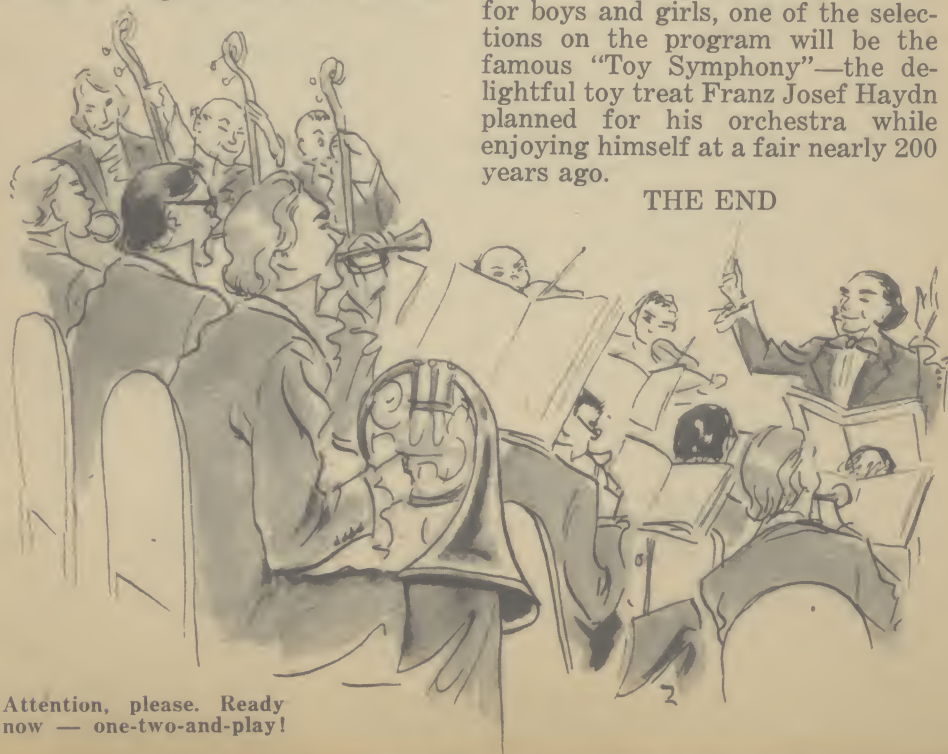 for boys and girls, one of the selec-
tions on the program will be the
famous "Toy Symphony"—the de-
lightful toy treat Franz Josef Haydn
planned for his orchestra while
enjoying himself at a fair nearly 200
years ago.
THE END
Attention, please. Ready
now — one-two-and-play!